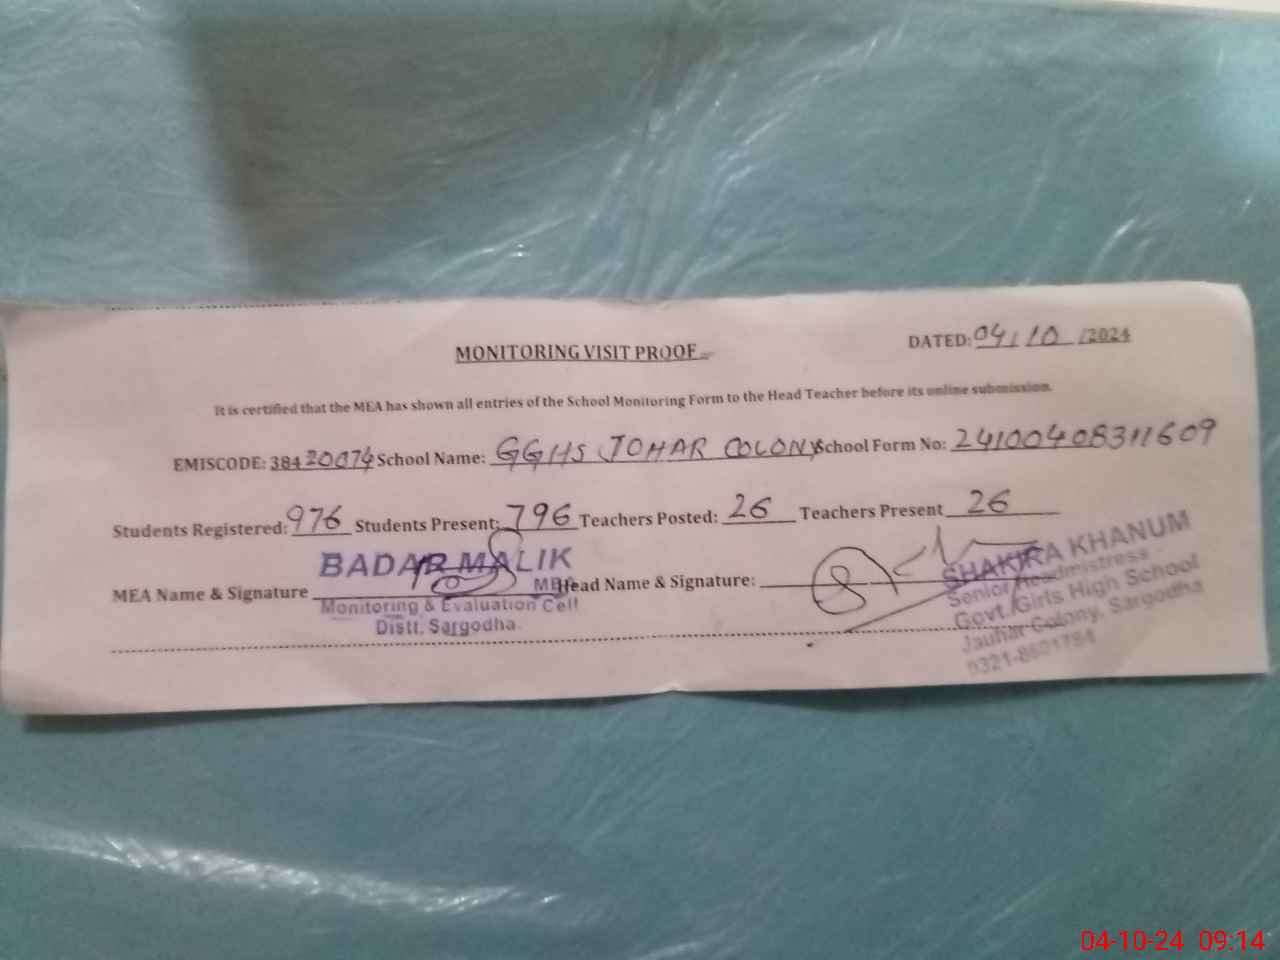 DATED: 04/10/2024
MONITORING VISIT PROOF
It is certified that the MEA has shown all entries of the School Monitoring Form to the Head Teacher before its online submission.
EMISCODE: 38420074 School Name: GGHS JOHAR COLONY School Form No: 24100408311609
Students Registered: 976 Students Present: 796 Teachers Posted: 26 Teachers Present 26
BADAR MALIK
MEA Name & Signature Head Name & Signature:
Monitoring & Evaluation Cell
Distt. Sargodha.
SHAKIRA KHANUM
Senior Headmistress
Govt. Girls High School
Jauhar Colony, Sargodha
04-10-24 09:14